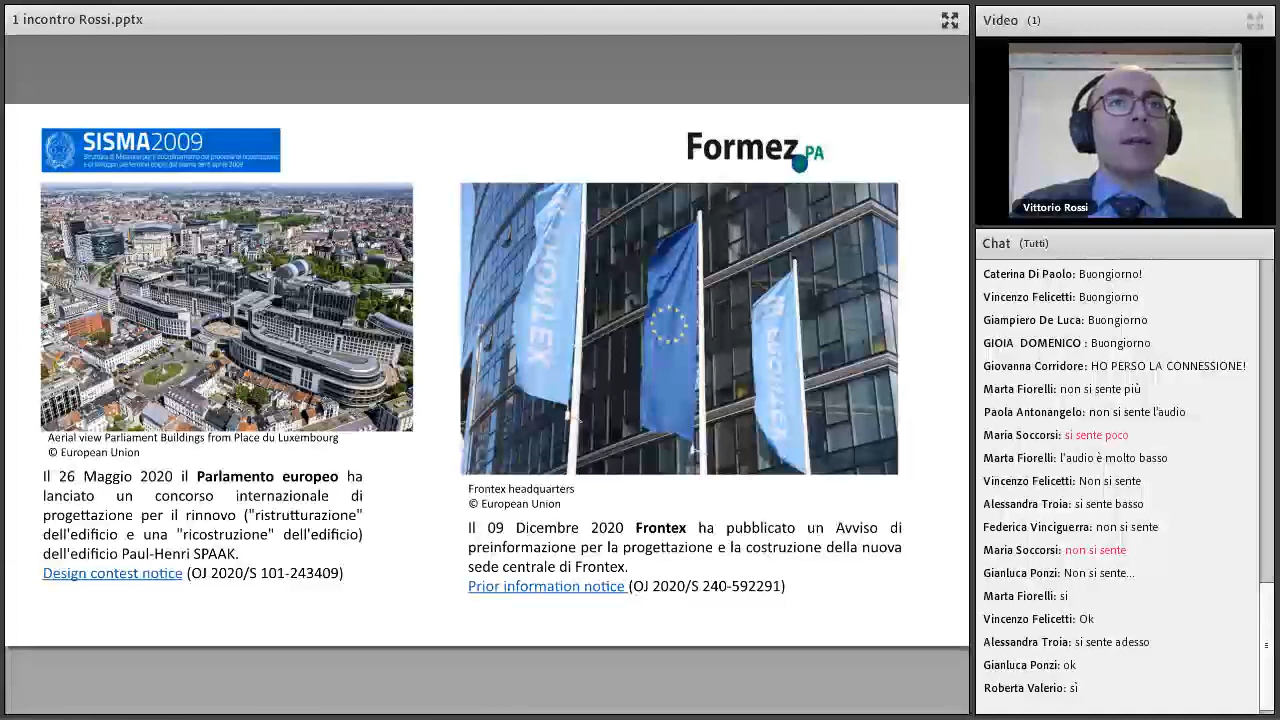 1 incontro Rossi.pptx
SISMA2009
Formez PA
FRONTEX
Aerial view Parliament Buildings from Place du Luxembourg
© European Union
Il 26 Maggio 2020 il Parlamento europeo ha
lanciato un concorso internazionale di
progettazione per il rinnovo ("ristrutturazione"
dell'edificio e una "ricostruzione" dell'edificio)
dell'edificio Paul-Henri SPAAK.
Design contest notice (OJ 2020/S 101-243409)
Frontex headquarters
© European Union
Il 09 Dicembre 2020 Frontex ha pubblicato un Avviso di
preinformazione per la progettazione e la costruzione della nuova
sede centrale di Frontex.
Prior information notice (OJ 2020/S 240-592291)
Video (1)
Vittorio Rossi
Chat (Tutti)
Caterina Di Paolo: Buongiorno!
Vincenzo Felicetti: Buongiorno
Giampiero De Luca: Buongiorno
GIOIA DOMENICO : Buongiorno
Giovanna Corridore: HO PERSO LA CONNESSIONE!
Marta Fiorelli: non si sente più
Paola Antonangelo: non si sente l'audio
Maria Soccorsi: si sente poco
Marta Fiorelli: l'audio è molto basso
Vincenzo Felicetti: Non si sente
Alessandra Troia: si sente basso
Federica Vinciguerra: non si sente
Maria Soccorsi: non si sente
Gianluca Ponzi: Non si sente...
Marta Fiorelli: si
Vincenzo Felicetti: Ok
Alessandra Troia: si sente adesso
Gianluca Ponzi: ok
Roberta Valerio: sì